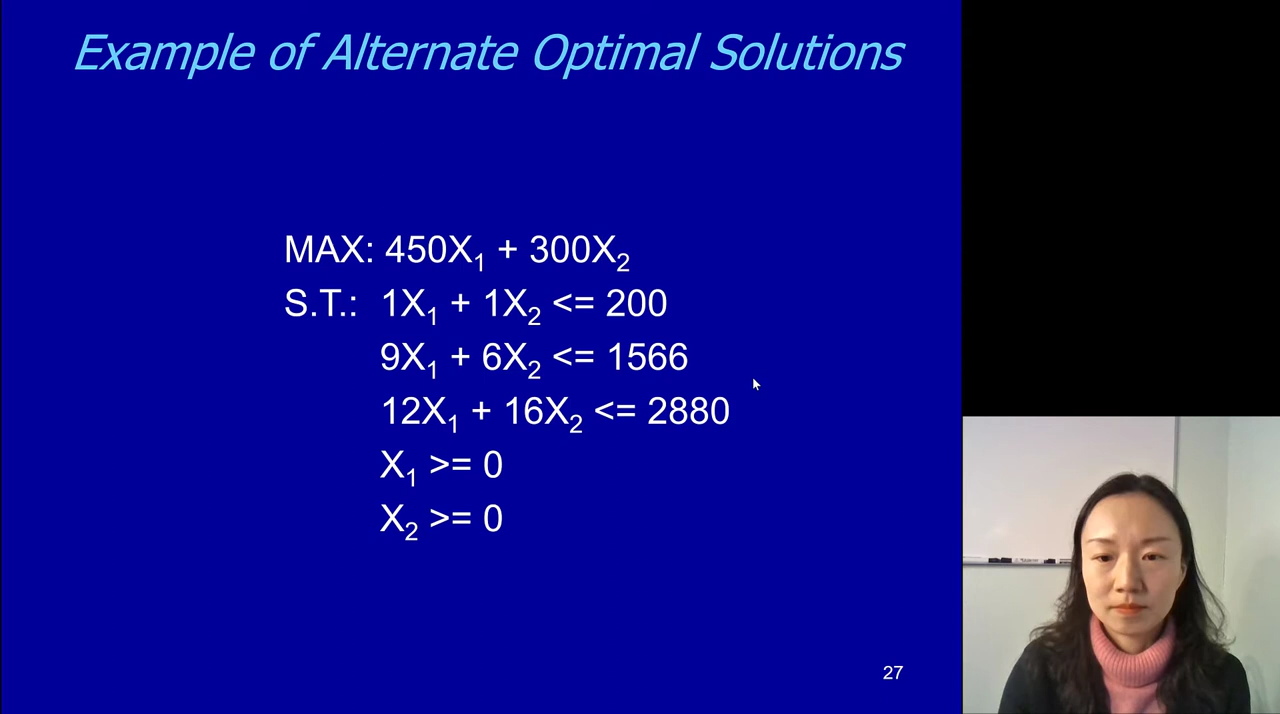 Example of Alternate Optimal Solutions
MAX: 450X₁ + 300X₂
S.T.: 1X₁ + 1X₂ <= 200
9X₁ + 6X₂ <= 1566
12X₁ + 16X₂ <= 2880
X₁ >= 0
X₂ >= 0
27